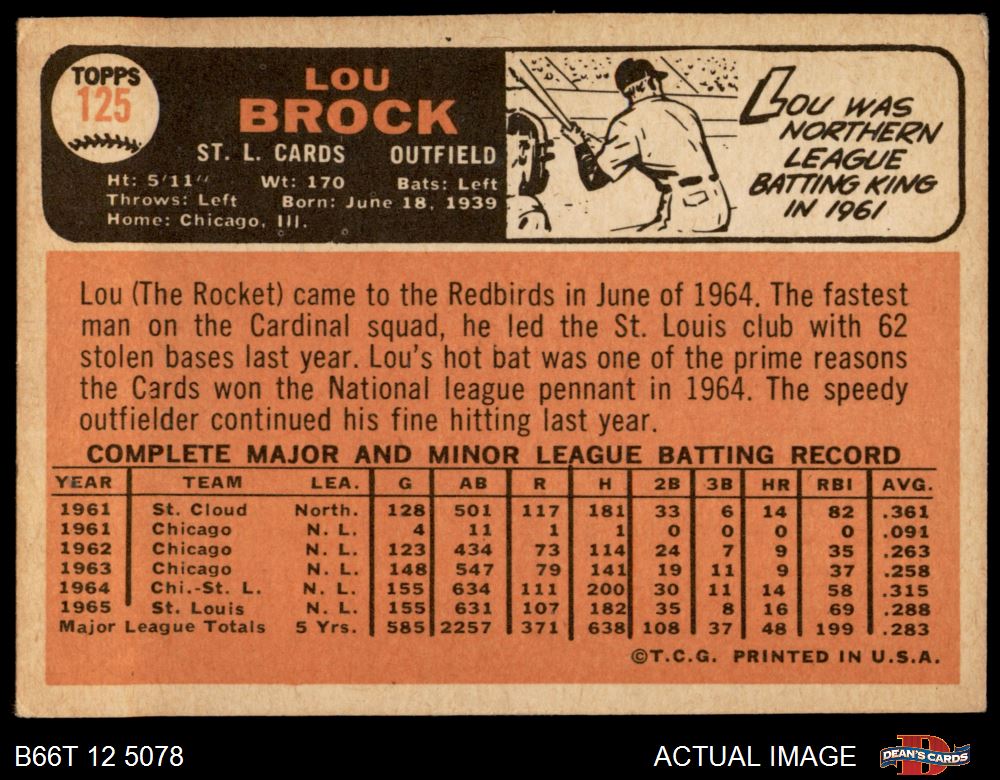 TOPPS
125
LOU
BROCK
ST. L. CARDS OUTFIELD
Ht: 5'11" Wt: 170 Bats: Left
Throws: Left Born: June 18, 1939
Home: Chicago, Ill.
LOU WAS
NORTHERN
LEAGUE
BATTING KING
IN 1961
Lou (The Rocket) came to the Redbirds in June of 1964. The fastest
man on the Cardinal squad, he led the St. Louis club with 62
stolen bases last year. Lou's hot bat was one of the prime reasons
the Cards won the National league pennant in 1964. The speedy
outfielder continued his fine hitting last year.
COMPLETE MAJOR AND MINOR LEAGUE BATTING RECORD
YEAR TEAM LEA. G AB R H 2B 3B HR RBI AVG.
1961 St. Cloud North. 128 501 117 181 33 6 14 82 .361
1961 Chicago N. L. 4 11 1 1 0 0 0 0 .091
1962 Chicago N. L. 123 434 73 114 24 7 9 35 .263
1963 Chicago N. L. 148 547 79 141 19 11 9 37 .258
1964 Chi.-St. L. N. L. 155 634 111 200 30 11 14 58 .315
1965 St. Louis N. L. 155 631 107 182 35 8 16 69 .288
Major League Totals 5 Yrs. 585 2257 371 638 108 37 48 199 .283
©T.C.G. PRINTED IN U.S.A.
B66T 12 5078 ACTUAL IMAGE DEAN'S CARDS